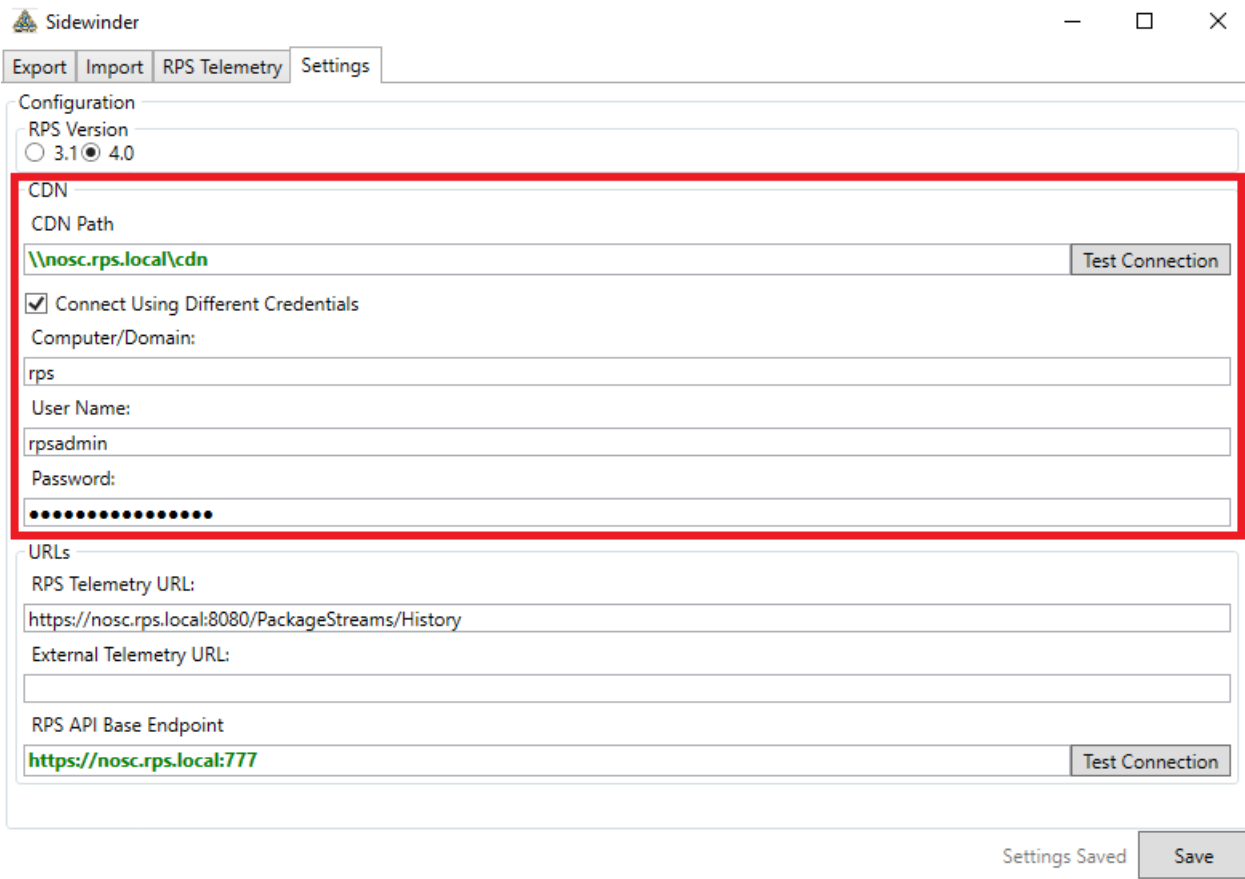 Sidewinder
Export Import RPS Telemetry Settings
Configuration
RPS Version
3.1 4.0
CDN
CDN Path
\\nosc.rps.local\cdn Test Connection
Connect Using Different Credentials
Computer/Domain:
rps
User Name:
rpsadmin
Password:
••••••••••••••••
URLs
RPS Telemetry URL:
https://nosc.rps.local:8080/PackageStreams/History
External Telemetry URL:
RPS API Base Endpoint
https://nosc.rps.local:777 Test Connection
Settings Saved Save